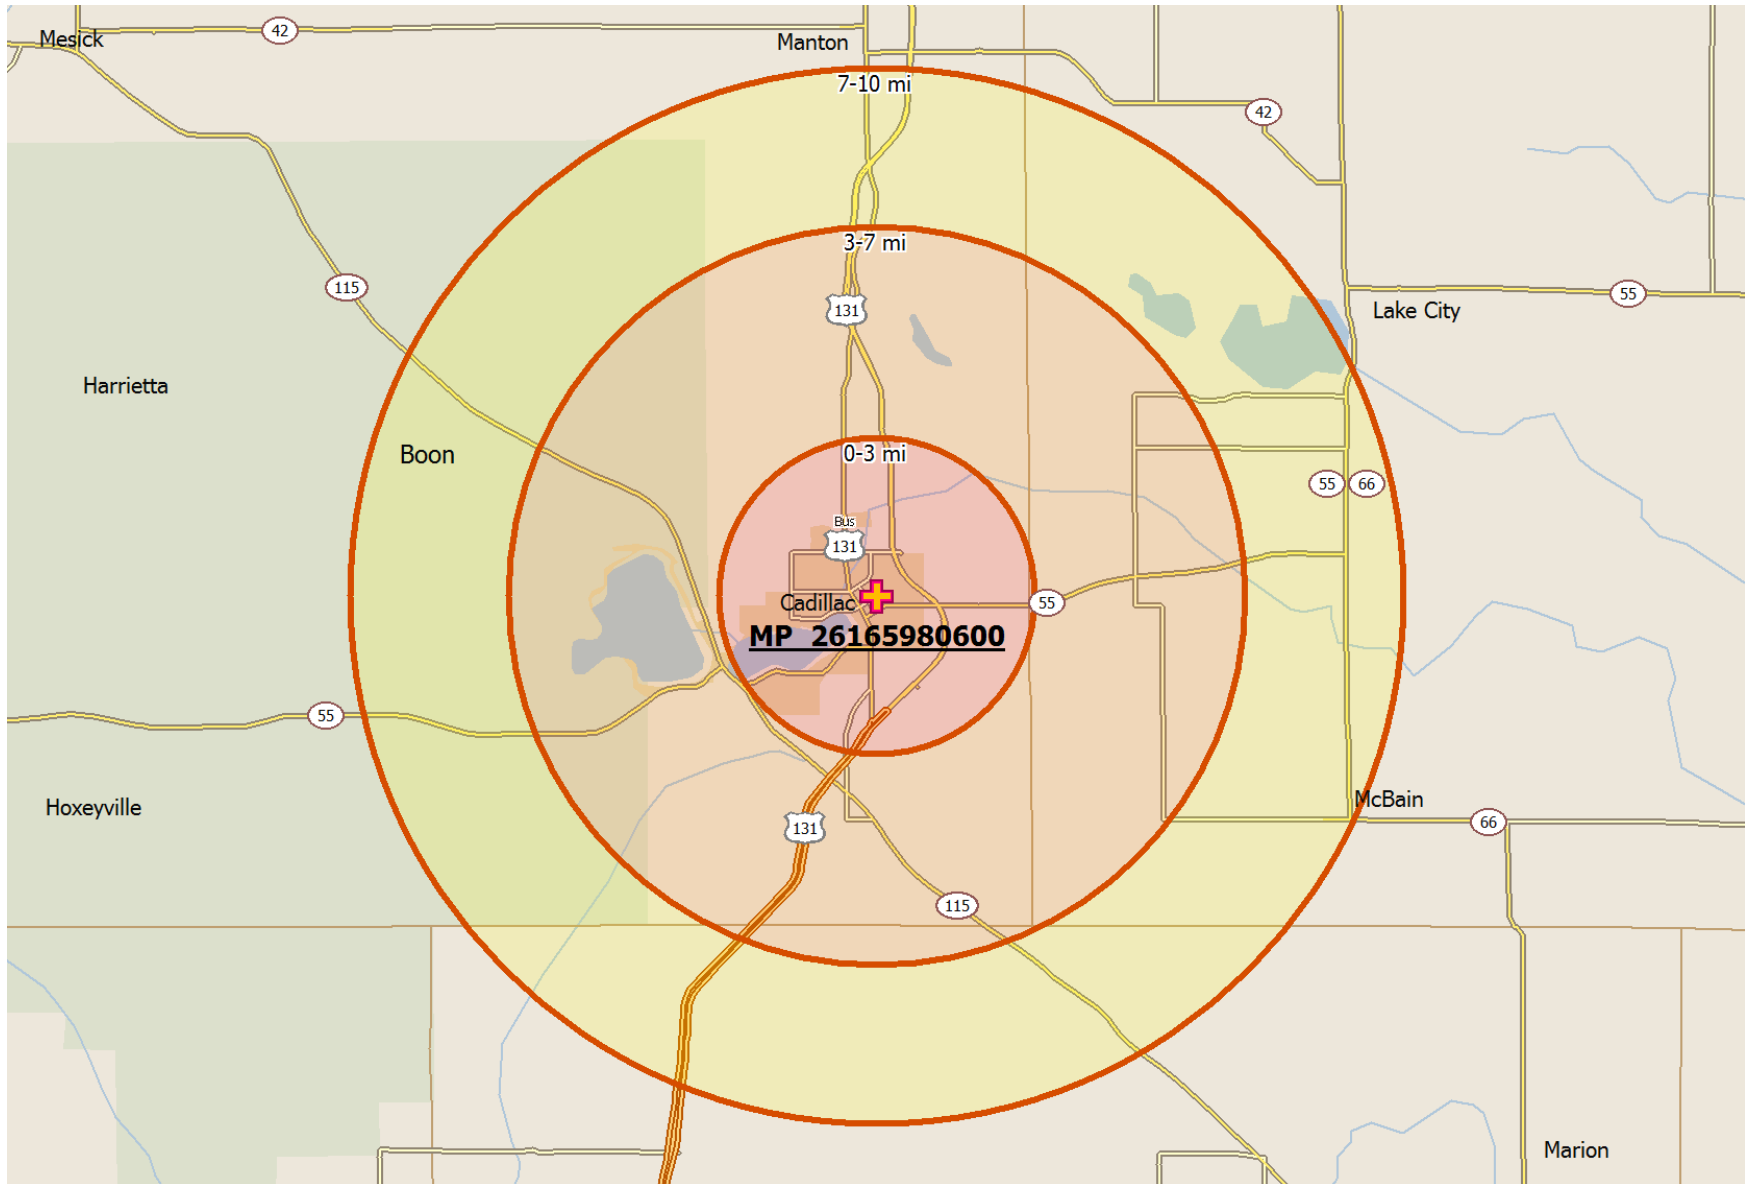 42
Mesick
Manton
7-10 mi
42
3-7 mi
115
131
55
Lake City
Harrietta
Boon
0-3 mi
55
66
Bus
131
Cadillac
55
MP 26165980600
55
Hoxeyville
McBain
131
66
115
Marion